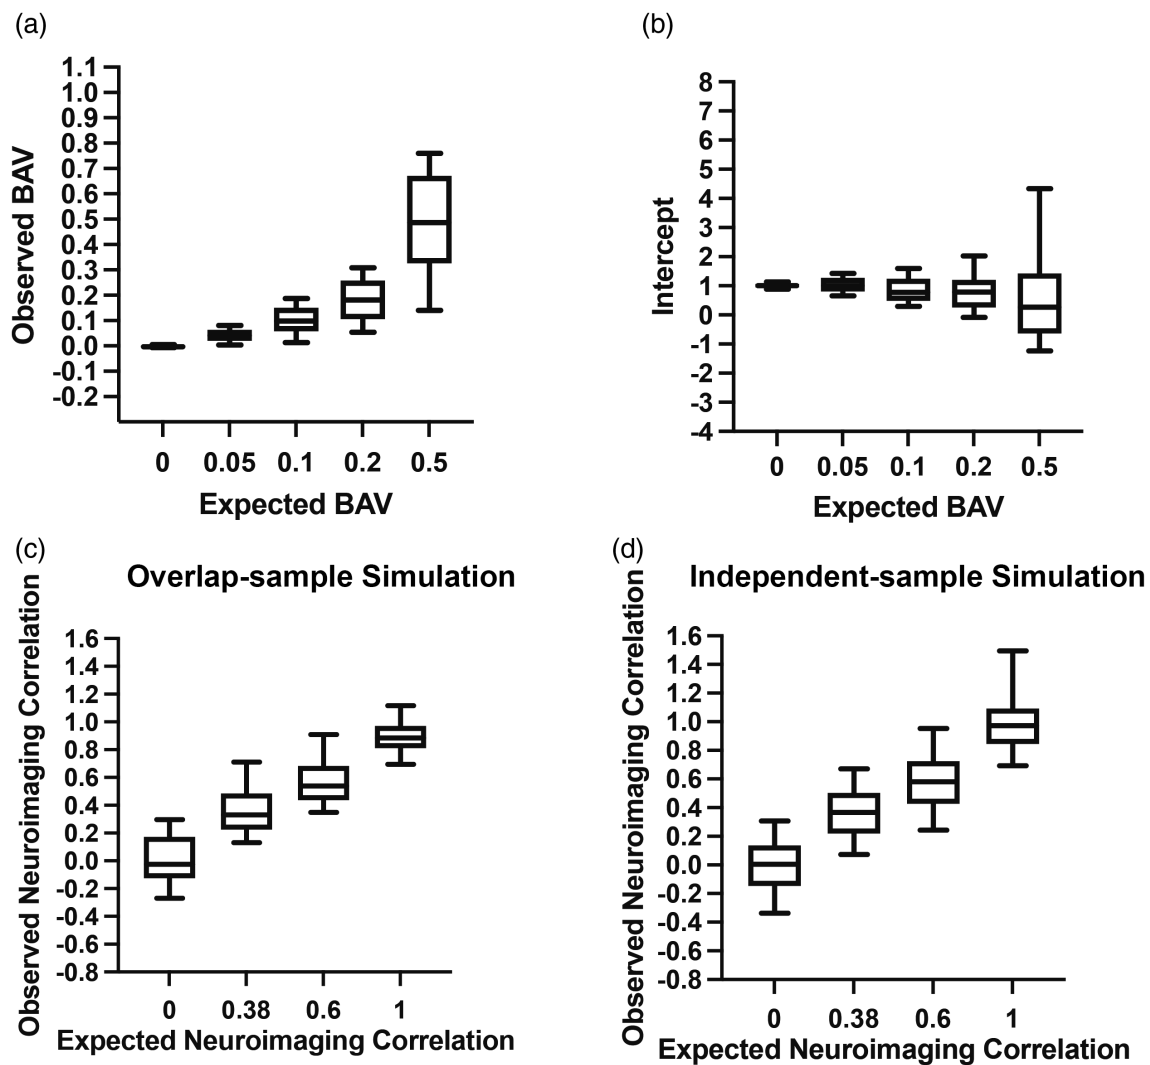 (a)
Observed BAV
1.1
1.0
0.9
0.8
0.7
0.6
0.5
0.4
0.3
0.2
0.1
0.0
-0.1
-0.2
0 0.05 0.1 0.2 0.5
Expected BAV
(b)
Intercept
8
7
6
5
4
3
2
1
0
-1
-2
-3
-4
0 0.05 0.1 0.2 0.5
Expected BAV
(c)
Overlap-sample Simulation
Observed Neuroimaging Correlation
1.6
1.4
1.2
1.0
0.8
0.6
0.4
0.2
0.0
-0.2
-0.4
-0.6
-0.8
0 0.38 0.6 1
Expected Neuroimaging Correlation
(d)
Independent-sample Simulation
Observed Neuroimaging Correlation
1.6
1.4
1.2
1.0
0.8
0.6
0.4
0.2
0.0
-0.2
-0.4
-0.6
-0.8
0 0.38 0.6 1
Expected Neuroimaging Correlation